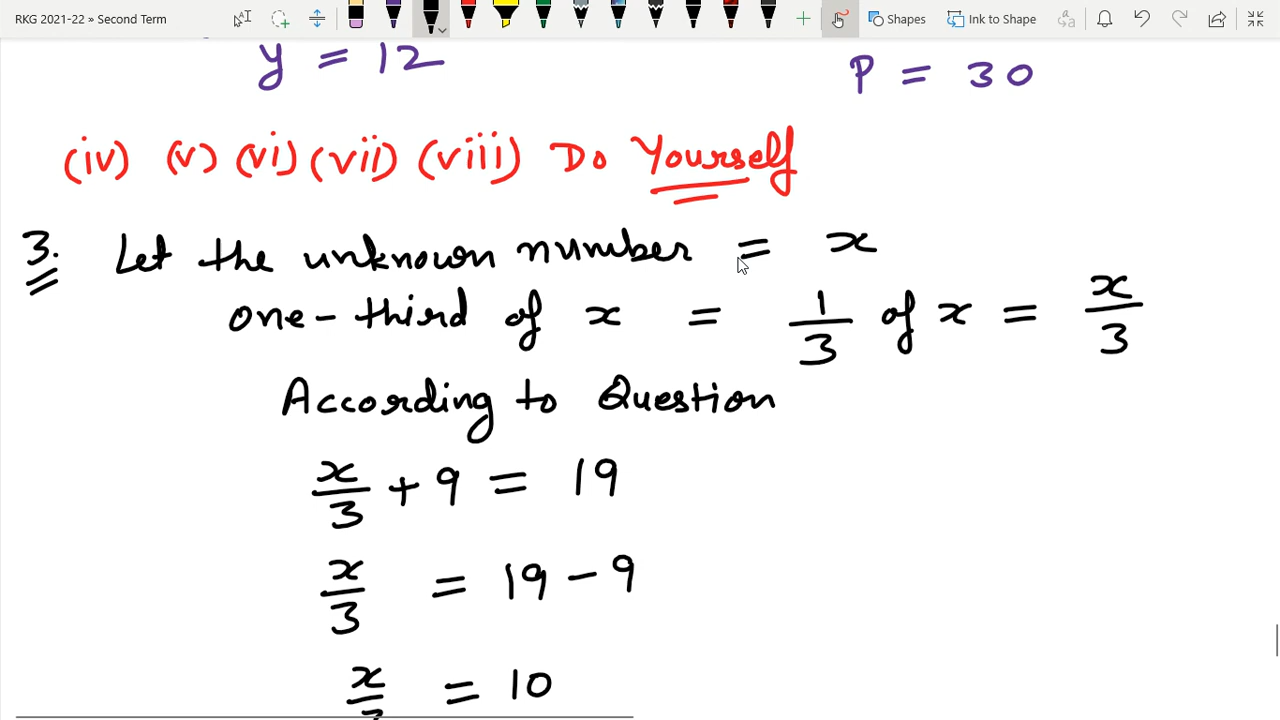 RKG 2021-22 » Second Term
Shapes
Ink to Shape
y = 12
P = 30
(iv) (v) (vi) (vii) (viii) Do Yourself
3. Let the unknown number = x
one-third of x = 1/3 of x = x/3
According to Question
x/3 + 9 = 19
x/3 = 19 - 9
x/3 = 10